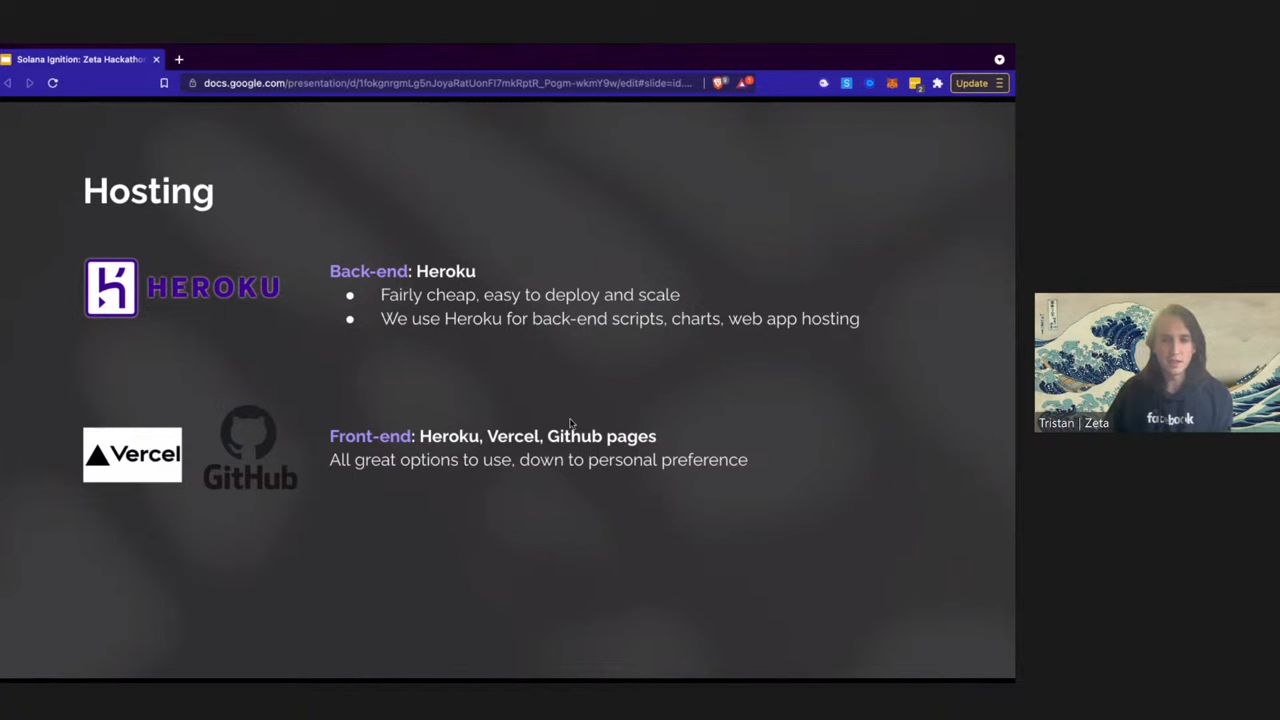 Solana Ignition: Zeta Hackatho
docs.google.com/presentation/d/1fokgnrgmLg5nJoyaRatUonFl7mkRptR_Pogm-wkmY9w/edit#slide=id....
Update
Hosting
HEROKU
Back-end: Heroku
● Fairly cheap, easy to deploy and scale
● We use Heroku for back-end scripts, charts, web app hosting
Vercel
GitHub
Front-end: Heroku, Vercel, Github pages
All great options to use, down to personal preference
facebook
Tristan | Zeta